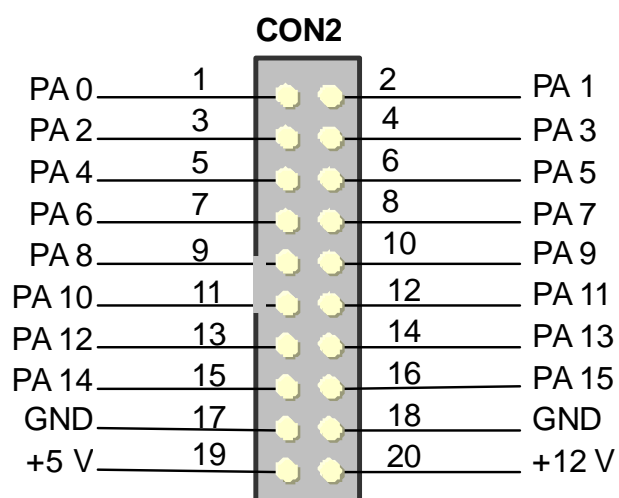 CON2
PA 0 1 2 PA 1
PA 2 3 4 PA 3
PA 4 5 6 PA 5
PA 6 7 8 PA 7
PA 8 9 10 PA 9
PA 10 11 12 PA 11
PA 12 13 14 PA 13
PA 14 15 16 PA 15
GND 17 18 GND
+5 V 19 20 +12 V